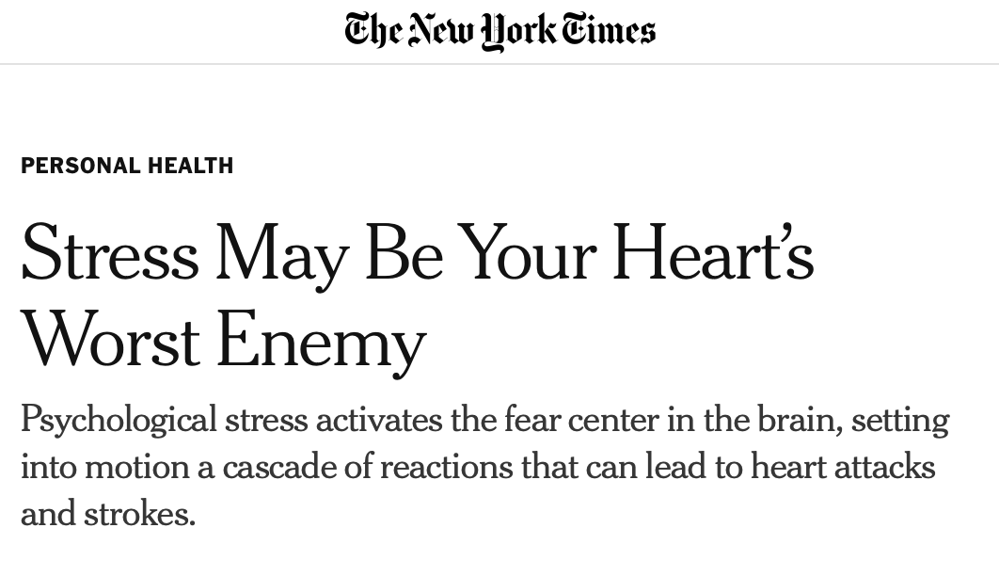 The New York Times
PERSONAL HEALTH
Stress May Be Your Heart’s
Worst Enemy
Psychological stress activates the fear center in the brain, setting
into motion a cascade of reactions that can lead to heart attacks
and strokes.